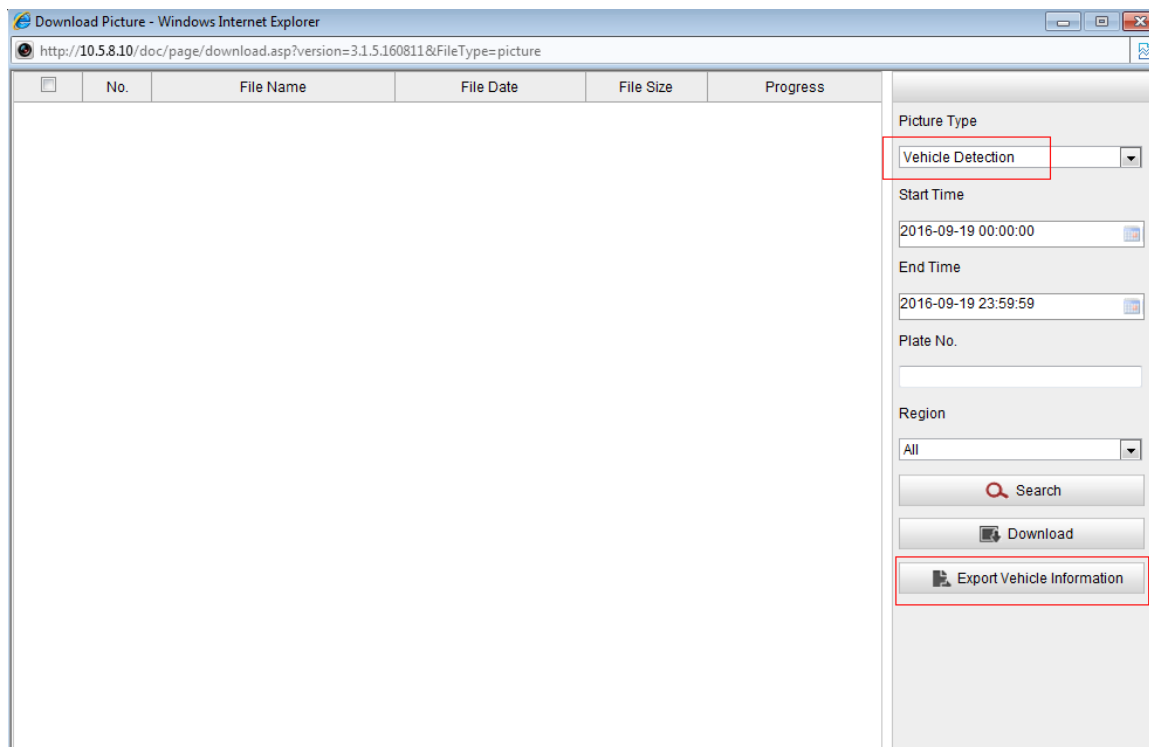 Download Picture - Windows Internet Explorer
http://10.5.8.10/doc/page/download.asp?version=3.1.5.160811&FileType=picture
No. File Name File Date File Size Progress
Picture Type
Vehicle Detection
Start Time
2016-09-19 00:00:00
End Time
2016-09-19 23:59:59
Plate No.
Region
All
Search
Download
Export Vehicle Information